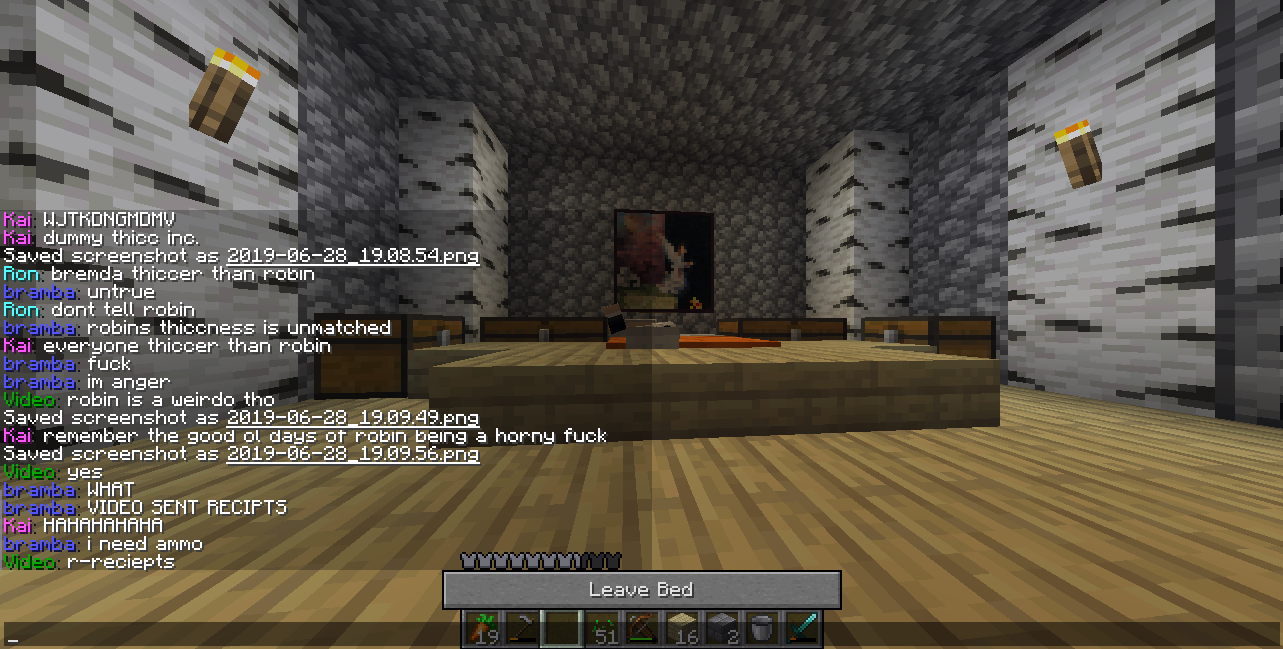 Kai: WJTKDNGMDMV
Kai: dummy thicc inc.
Saved screenshot as 2019-06-28_19.08.54.png
Ron: bremda thiccer than robin
bramba: untrue
Ron: dont tell robin
bramba: robins thiccness is unmatched
Kai: everyone thiccer than robin
bramba: fuck
bramba: im anger
Video: robin is a weirdo tho
Saved screenshot as 2019-06-28_19.09.49.png
Kai: remember the good ol days of robin being a horny fuck
Saved screenshot as 2019-06-28_19.09.56.png
Video: yes
bramba: WHAT
bramba: VIDEO SENT RECIPTS
Kai: HAHAHAHAHA
bramba: i need ammo
Video: r-reciepts
Leave Bed
19 51 16 2
_